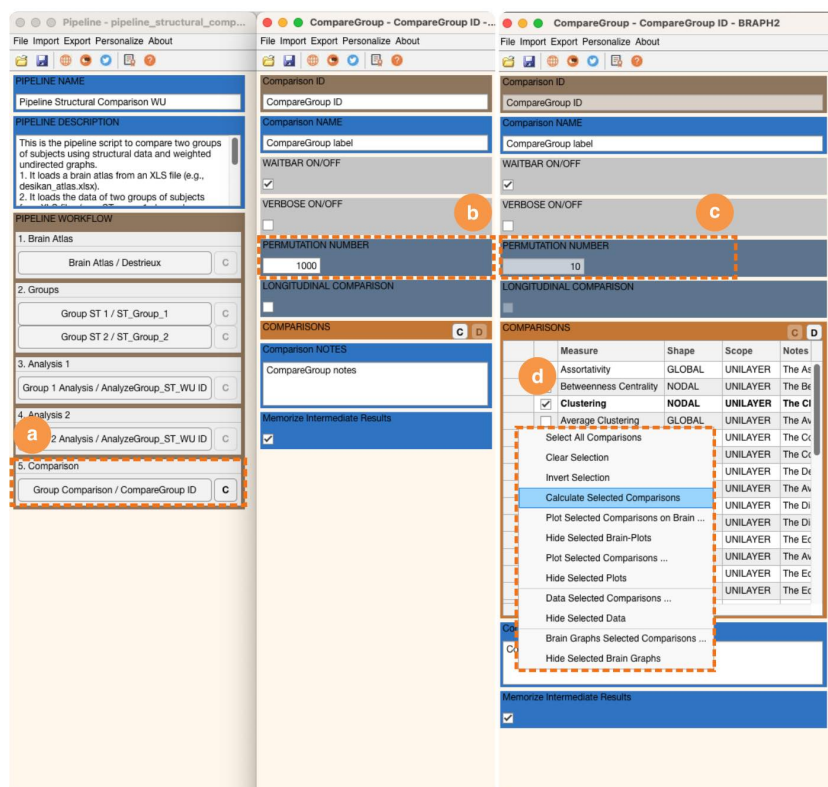 Pipeline - pipeline_structural_comp...
File Import Export Personalize About
PIPELINE NAME
Pipeline Structural Comparison WU
PIPELINE DESCRIPTION
This is the pipeline script to compare two groups
of subjects using structural data and weighted
undirected graphs.
1. It loads a brain atlas from an XLS file (e.g.,
desikan_atlas.xlsx).
2. It loads the data of two groups of subjects
PIPELINE WORKFLOW
1. Brain Atlas
Brain Atlas / Destrieux C
2. Groups
Group ST 1 / ST_Group_1 C
Group ST 2 / ST_Group_2 C
3. Analysis 1
Group 1 Analysis / AnalyzeGroup_ST_WU ID C
4. Analysis 2
a
2 Analysis / AnalyzeGroup_ST_WU ID C
5. Comparison
Group Comparison / CompareGroup ID C
CompareGroup - CompareGroup ID -...
File Import Export Personalize About
Comparison ID
CompareGroup ID
Comparison NAME
CompareGroup label
WAITBAR ON/OFF
VERBOSE ON/OFF
b
PERMUTATION NUMBER
1000
LONGITUDINAL COMPARISON
COMPARISONS C D
Comparison NOTES
CompareGroup notes
Memorize Intermediate Results
CompareGroup - CompareGroup ID - BRAPH2
File Import Export Personalize About
Comparison ID
CompareGroup ID
Comparison NAME
CompareGroup label
WAITBAR ON/OFF
VERBOSE ON/OFF
c
PERMUTATION NUMBER
10
LONGITUDINAL COMPARISON
COMPARISONS C D
Measure Shape Scope Notes
Assortativity GLOBAL UNILAYER The As
d
Betweenness Centrality NODAL UNILAYER The Be
Clustering NODAL UNILAYER The Cl
Average Clustering GLOBAL UNILAYER The Av
UNILAYER The Co
UNILAYER The Co
UNILAYER The De
UNILAYER The Av
UNILAYER The Di
UNILAYER The Di
UNILAYER The Ec
UNILAYER The Av
UNILAYER The Ec
UNILAYER The Ec
Select All Comparisons
Clear Selection
Invert Selection
Calculate Selected Comparisons
Plot Selected Comparisons on Brain ...
Hide Selected Brain-Plots
Plot Selected Comparisons ...
Hide Selected Plots
Data Selected Comparisons ...
Hide Selected Data
Brain Graphs Selected Comparisons ...
Hide Selected Brain Graphs
Memorize Intermediate Results